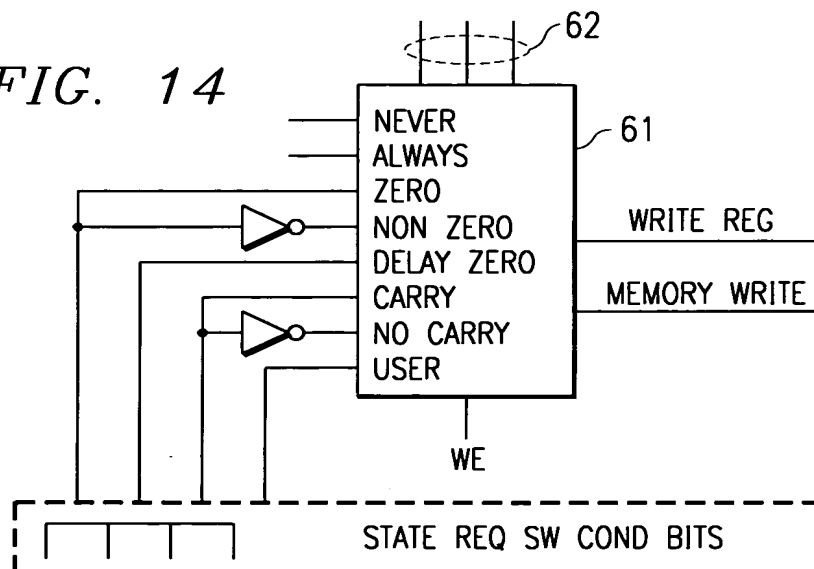 FIG. 14
62
61
NEVER
ALWAYS
ZERO
NON ZERO
DELAY ZERO
CARRY
NO CARRY
USER
WRITE REG
MEMORY WRITE
WE
STATE REQ SW COND BITS